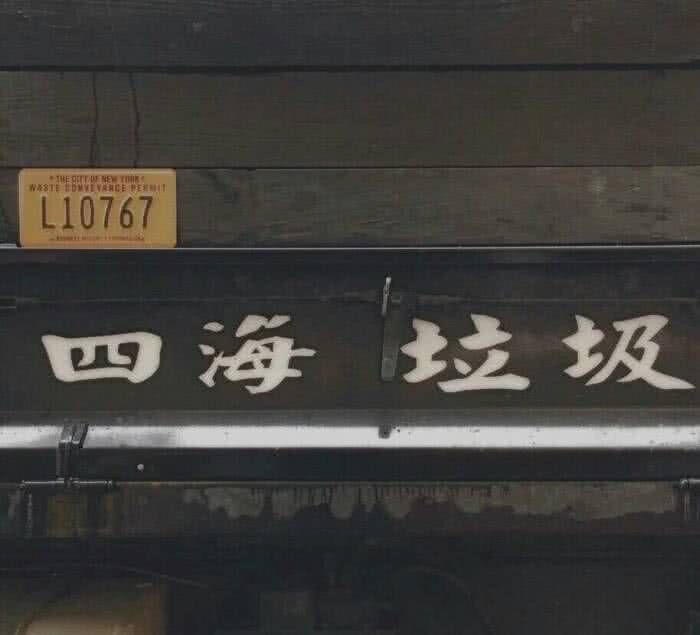 * THE CITY OF NEW YORK *
WASTE CONVEYANCE PERMIT
L10767
四海垃圾